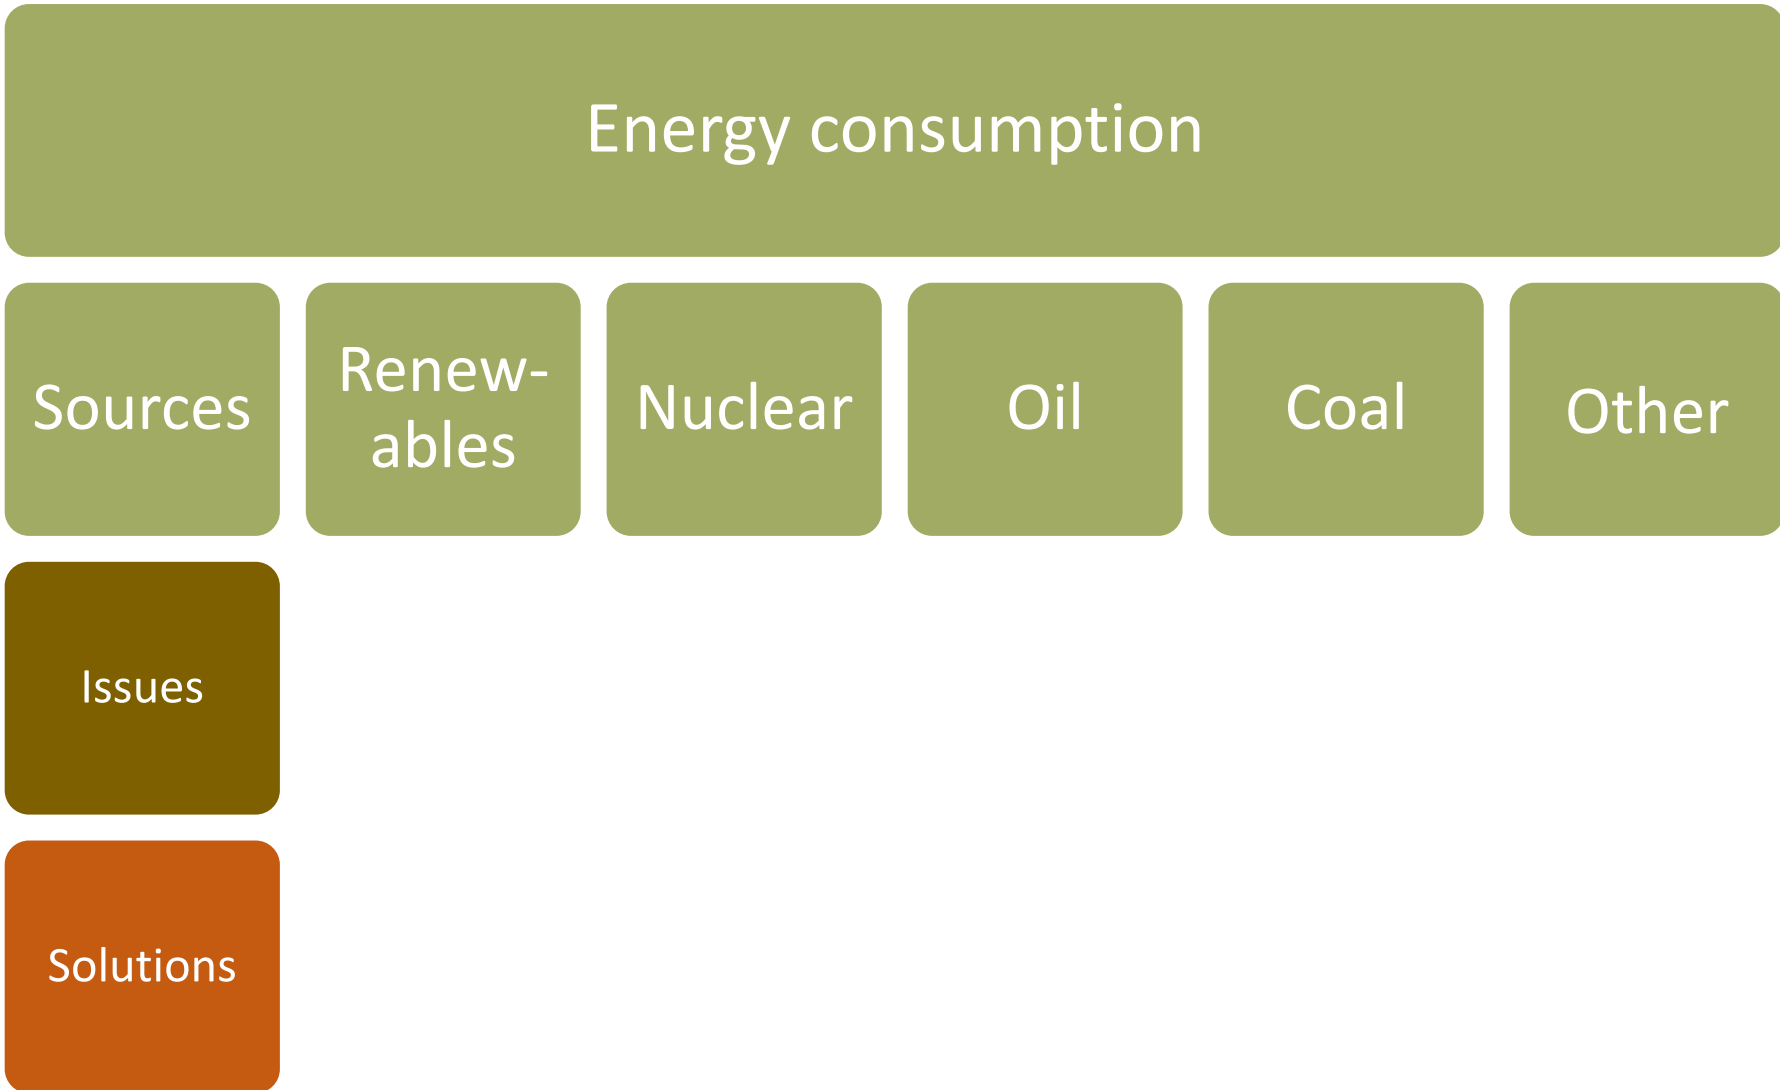 Energy consumption
Sources
Renew-
ables
Nuclear
Oil
Coal
Other
Issues
Solutions